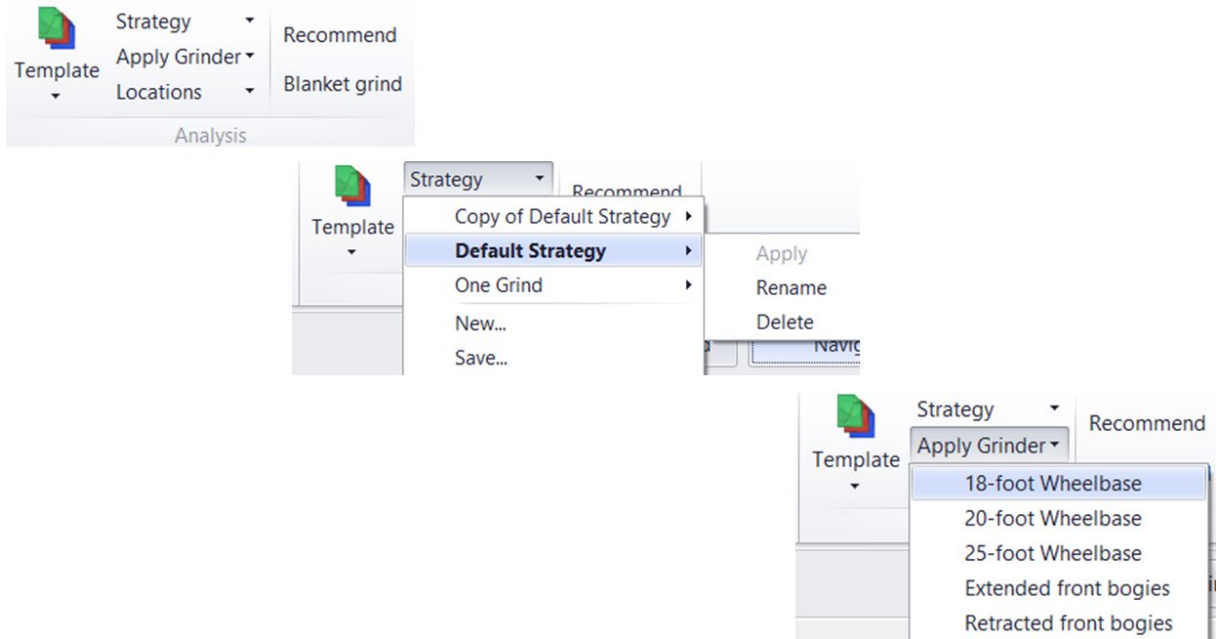 Strategy
Apply Grinder
Locations
Template
Recommend
Blanket grind
Analysis
Strategy
Recommend
Template
Copy of Default Strategy
Default Strategy
One Grind
New...
Save...
Apply
Rename
Delete
Strategy
Apply Grinder
Recommend
Template
18-foot Wheelbase
20-foot Wheelbase
25-foot Wheelbase
Extended front bogies
Retracted front bogies